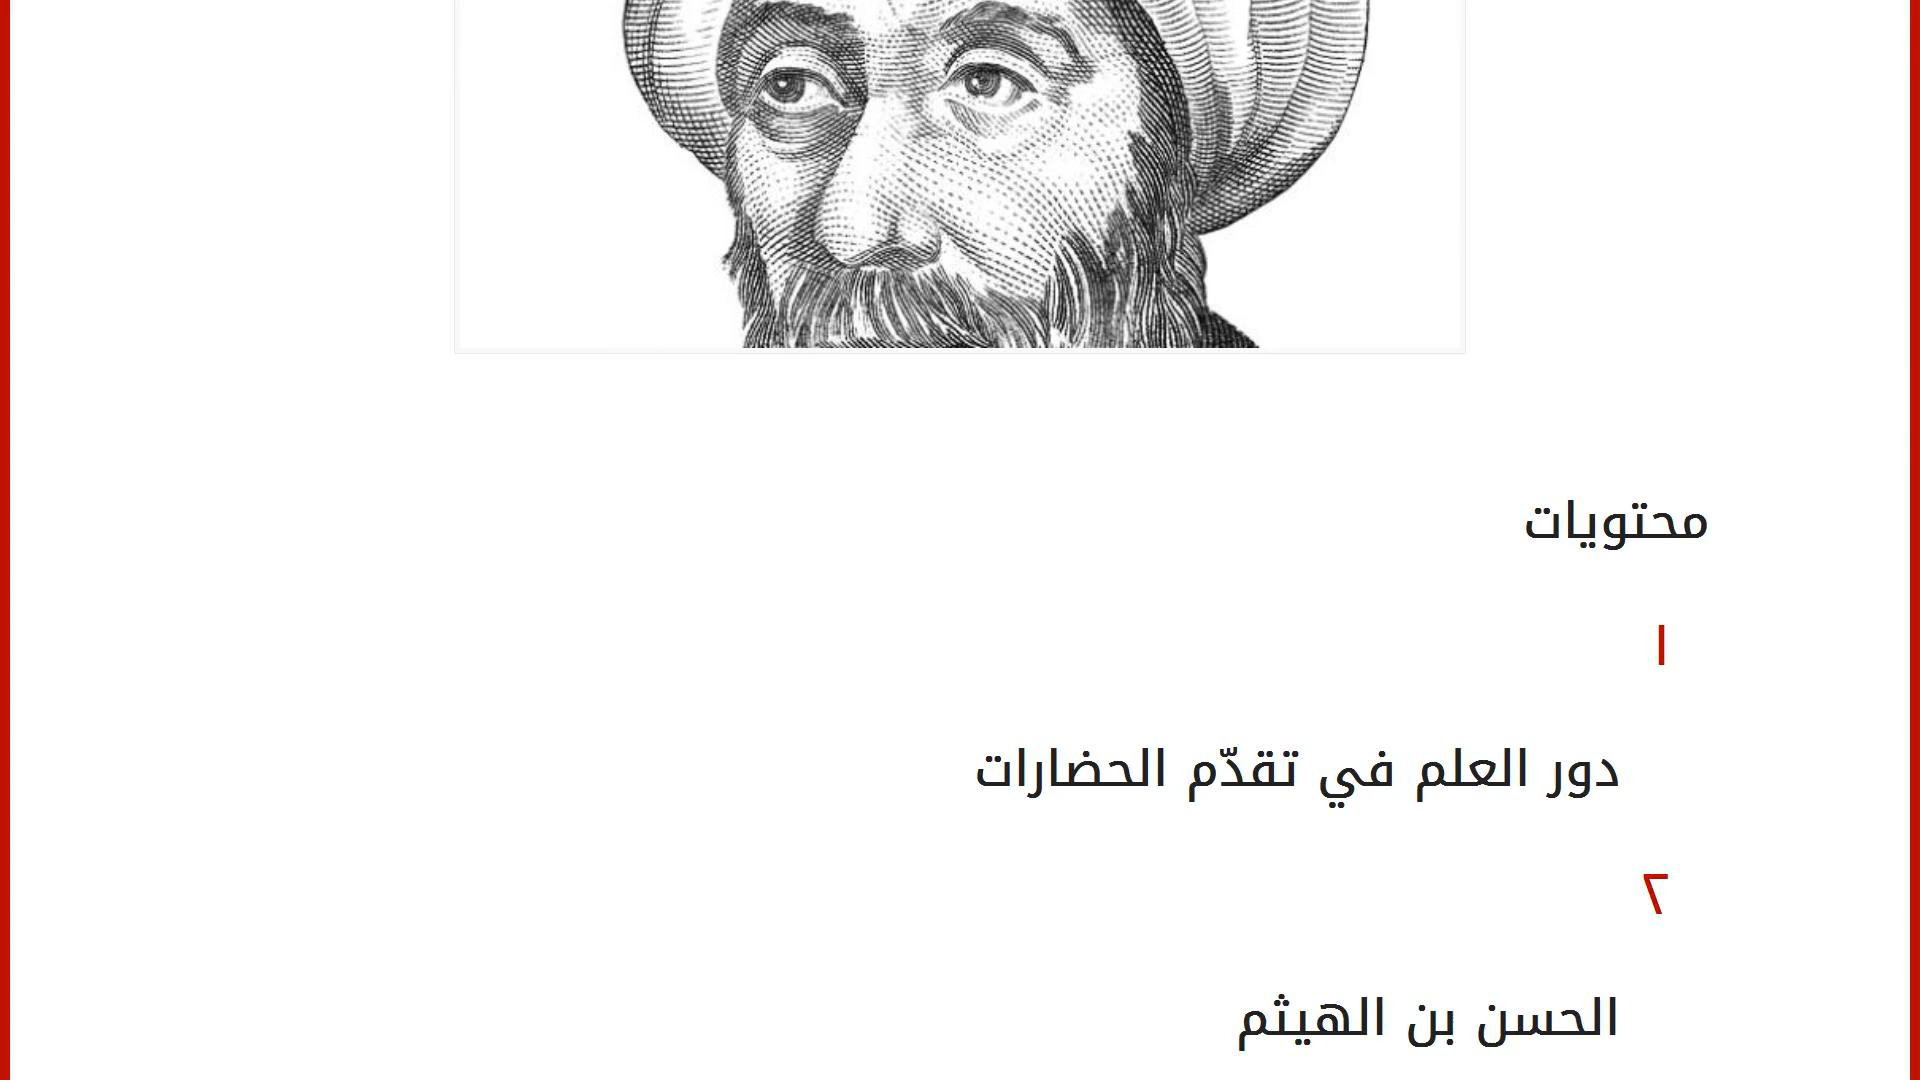 محتويات
١
دور العلم في تقدّم الحضارات
٢
الحسن بن الهيثم